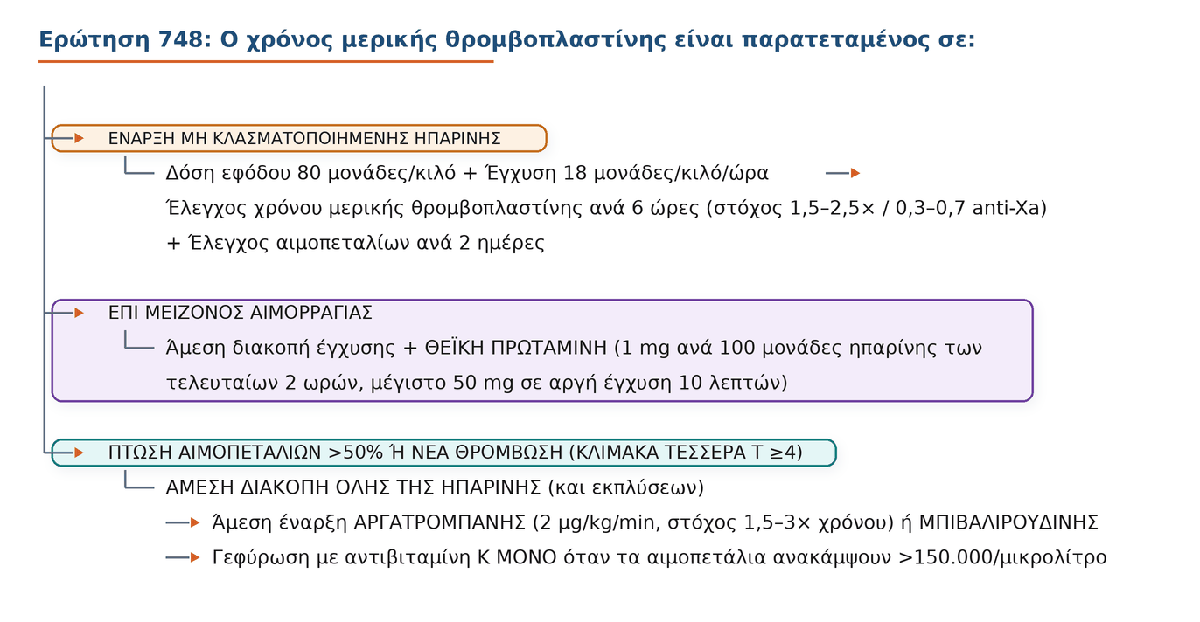 Ερώτηση 748: Ο χρόνος μερικής θρομβοπλαστίνης είναι παρατεταμένος σε:
ΕΝΑΡΞΗ ΜΗ ΚΛΑΣΜΑΤΟΠΟΙΗΜΕΝΗΣ ΗΠΑΡΙΝΗΣ
Δόση εφόδου 80 μονάδες/κιλό + Έγχυση 18 μονάδες/κιλό/ώρα
Έλεγχος χρόνου μερικής θρομβοπλαστίνης ανά 6 ώρες (στόχος 1,5–2,5× / 0,3–0,7 anti-Xa)
+ Έλεγχος αιμοπεταλίων ανά 2 ημέρες
ΕΠΙ ΜΕΙΖΟΝΟΣ ΑΙΜΟΡΡΑΓΙΑΣ
Άμεση διακοπή έγχυσης + ΘΕΪΚΗ ΠΡΩΤΑΜΙΝΗ (1 mg ανά 100 μονάδες ηπαρίνης των
τελευταίων 2 ωρών, μέγιστο 50 mg σε αργή έγχυση 10 λεπτών)
ΠΤΩΣΗ ΑΙΜΟΠΕΤΑΛΙΩΝ >50% Ή ΝΕΑ ΘΡΟΜΒΩΣΗ (ΚΛΙΜΑΚΑ ΤΕΣΣΕΡΑ Τ ≥4)
ΑΜΕΣΗ ΔΙΑΚΟΠΗ ΟΛΗΣ ΤΗΣ ΗΠΑΡΙΝΗΣ (και εκπλύσεων)
Άμεση έναρξη ΑΡΓΑΤΡΟΜΠΑΝΗΣ (2 μg/kg/min, στόχος 1,5–3× χρόνου) ή ΜΠΙΒΑΛΙΡΟΥΔΙΝΗΣ
Γεφύρωση με αντιβιταμίνη Κ ΜΟΝΟ όταν τα αιμοπετάλια ανακάμψουν >150.000/μικρολίτρο